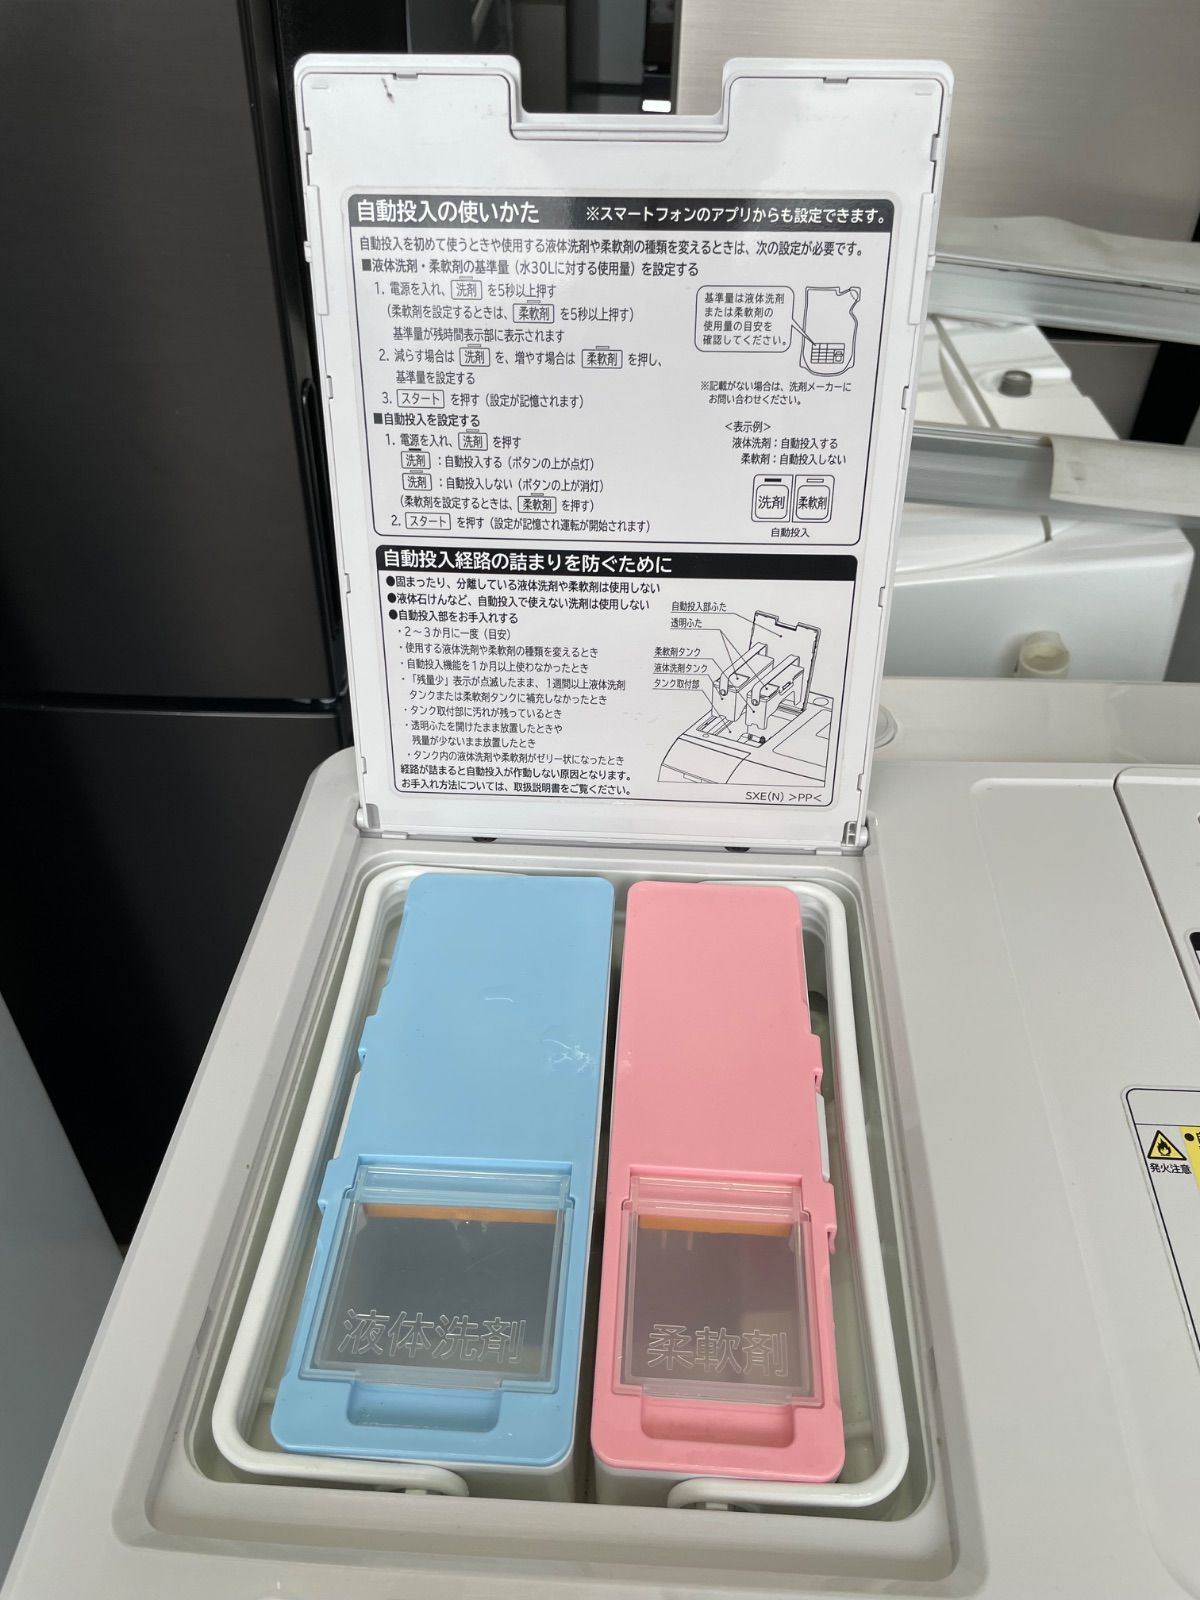 自動投入の使いかた ※スマートフォンのアプリからも設定できます。
自動投入を初めて使うときや使用する液体洗剤や柔軟剤の種類を変えるときは、次の設定が必要です。
■液体洗剤・柔軟剤の基準量（水30Lに対する使用量）を設定する
1. 電源を入れ、洗剤 を5秒以上押す
（柔軟剤を設定するときは、柔軟剤 を5秒以上押す）
基準量が残時間表示部に表示されます
2. 減らす場合は 洗剤 を、増やす場合は 柔軟剤 を押し、
基準量を設定する
3. スタート を押す（設定が記憶されます）
基準量は液体洗剤
または柔軟剤の
使用量の目安を
確認してください。
※記載がない場合は、洗剤メーカーに
お問い合わせください。
■自動投入を設定する
1. 電源を入れ、洗剤 を押す
洗剤 ：自動投入する（ボタンの上が点灯）
洗剤 ：自動投入しない（ボタンの上が消灯）
（柔軟剤を設定するときは、柔軟剤 を押す）
2. スタート を押す（設定が記憶され運転が開始されます）
<表示例>
液体洗剤：自動投入する
柔軟剤：自動投入しない
洗剤 柔軟剤
自動投入
自動投入経路の詰まりを防ぐために
●固まったり、分離している液体洗剤や柔軟剤は使用しない
●液体石けんなど、自動投入で使えない洗剤は使用しない
●自動投入部をお手入れする
・2～3か月に一度（目安）
・使用する液体洗剤や柔軟剤の種類を変えるとき
・自動投入機能を1か月以上使わなかったとき
・「残量少」表示が点滅したまま、1週間以上液体洗剤
タンクまたは柔軟剤タンクに補充しなかったとき
・タンク取付部に汚れが残っているとき
・透明ふたを開けたまま放置したときや
残量が少ないまま放置したとき
・タンク内の液体洗剤や柔軟剤がゼリー状になったとき
経路が詰まると自動投入が作動しない原因となります。
お手入れ方法については、取扱説明書をご覧ください。
自動投入部ふた
透明ふた
柔軟剤タンク
液体洗剤タンク
タンク取付部
SXE(N) >PP<
液体洗剤
柔軟剤
発火注意